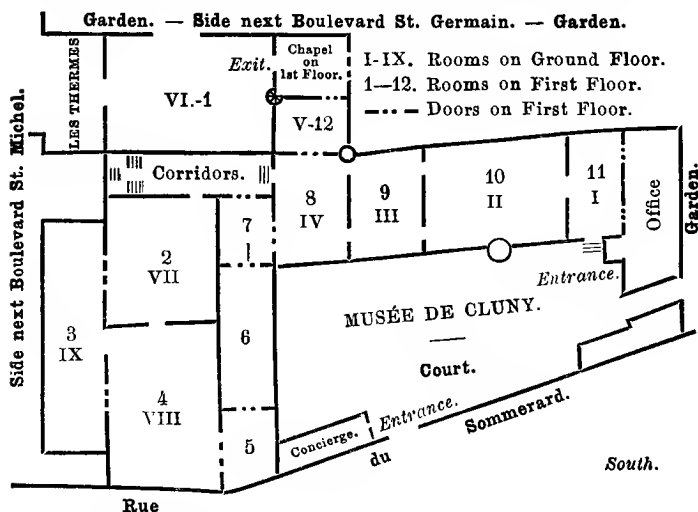 Garden. — Side next Boulevard St. Germain. — Garden.
LES THERMES
Exit.
Chapel
on
1st Floor.
I-IX. Rooms on Ground Floor.
1—12. Rooms on First Floor.
Doors on First Floor.
VI.-1
V-12
Side next Boulevard St. Michel.
Corridors.
8
IV
9
III
10
II
11
I
Office
Garden.
7
2
VII
Entrance.
MUSÉE DE CLUNY.
Court.
3
IX
6
4
VIII
5
Concierge.
Entrance.
Rue
du
Sommerard.
South.